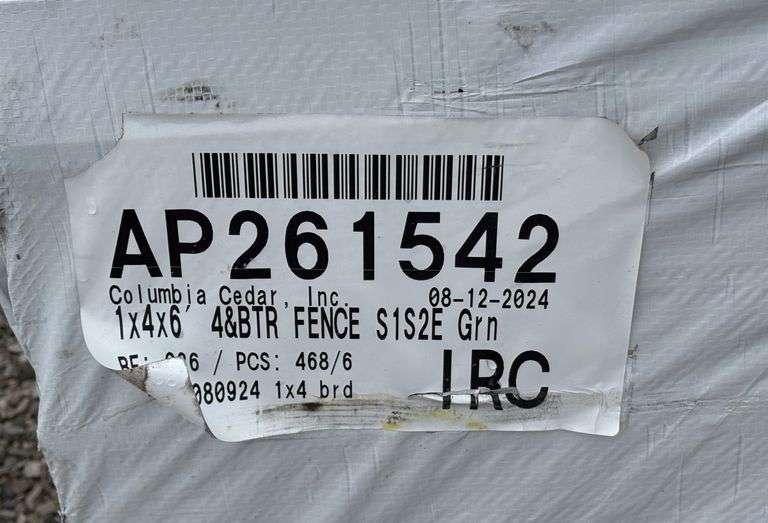 AP261542
Columbia Cedar, Inc. 08-12-2024
1x4x6' 4&BTR FENCE S1S2E Grn
/ PCS: 468/6
080924 1x4 brd IRC